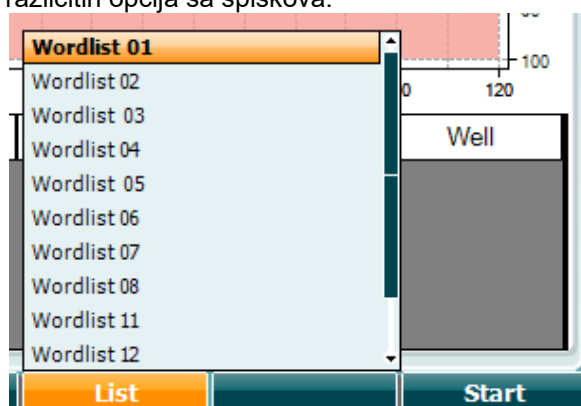 različitih opcija sa spiskova.
Wordlist 01
Wordlist 02
Wordlist 03
Wordlist 04
Wordlist 05
Wordlist 06
Wordlist 07
Wordlist 08
Wordlist 11
Wordlist 12
100
120
Well
List
Start